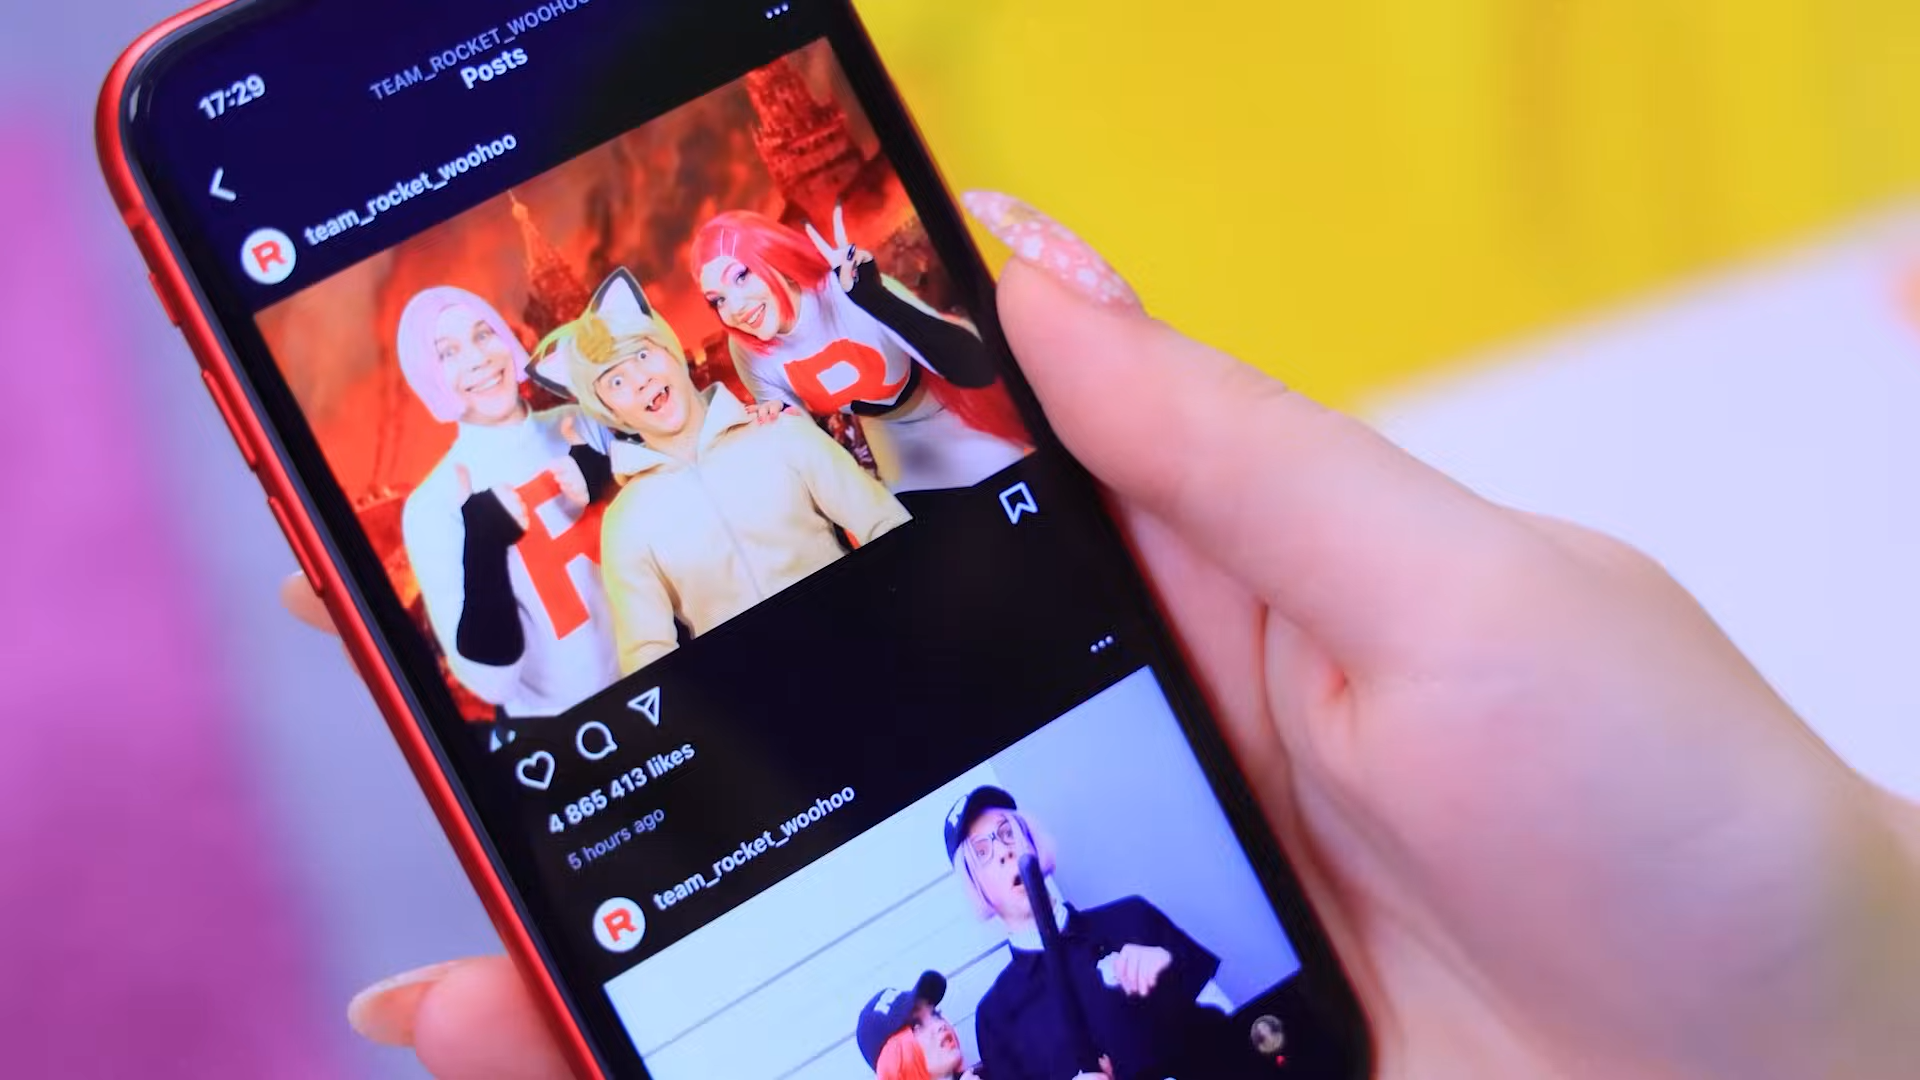 17:29
TEAM_ROCKET_WOOHOO
Posts
team_rocket_woohoo
R
R
R
4 865 413 likes
5 hours ago
team_rocket_woohoo
R